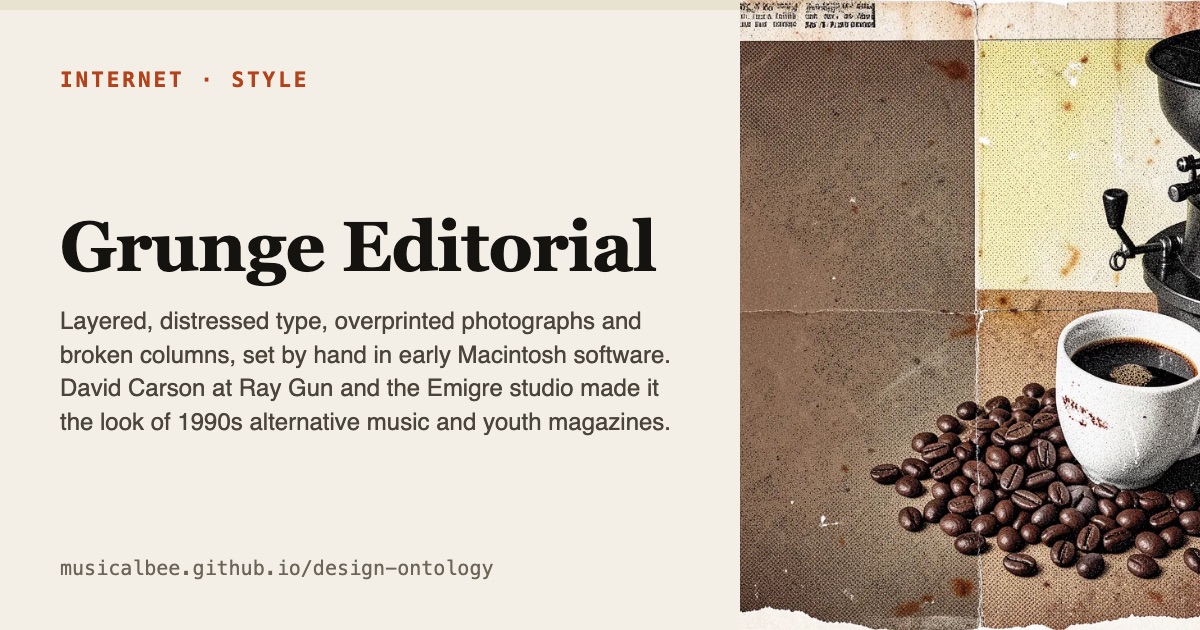 INTERNET · STYLE
Grunge Editorial
Layered, distressed type, overprinted photographs and
broken columns, set by hand in early Macintosh software.
David Carson at Ray Gun and the Emigre studio made it
the look of 1990s alternative music and youth magazines.
musicalbee.github.io/design-ontology